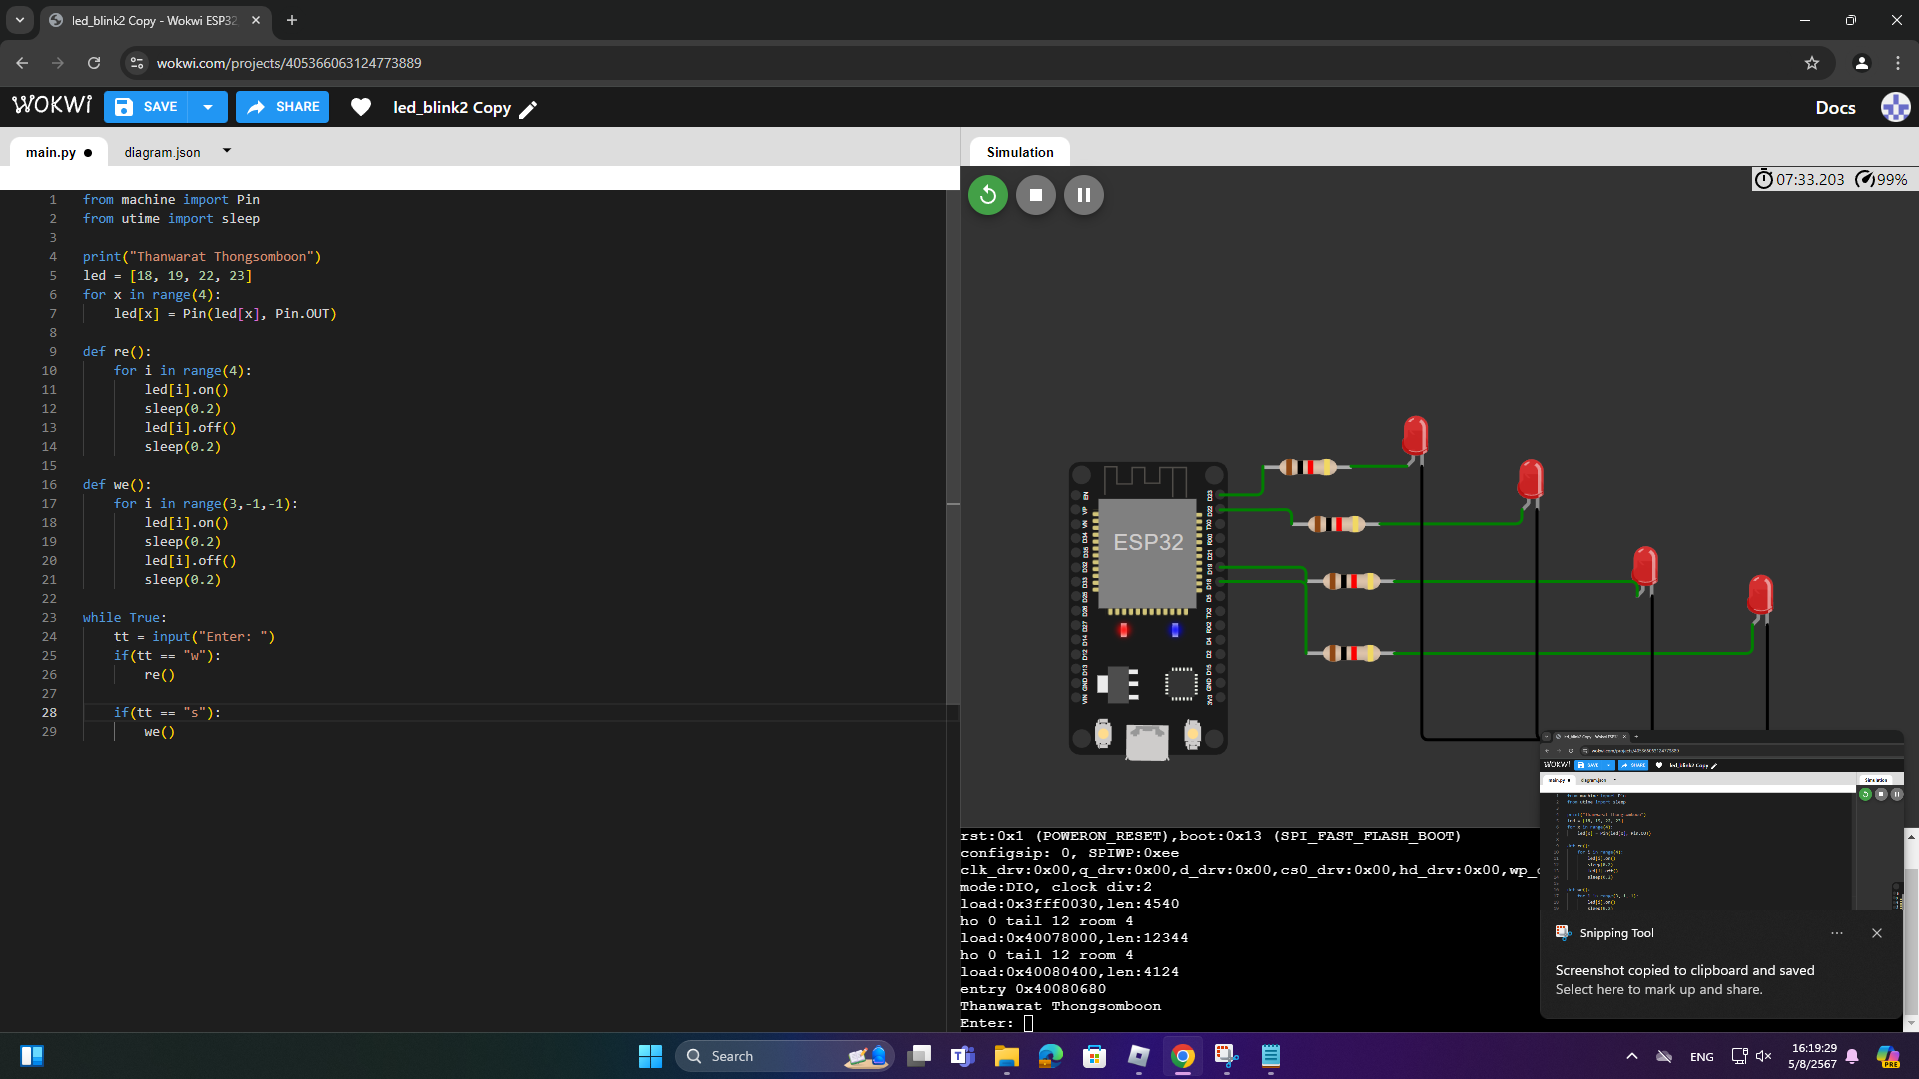 led_blink2 Copy - Wokwi ESP32
wokwi.com/projects/405366063124773889
WOKWI
SAVE
SHARE
led_blink2 Copy
Docs
main.py
diagram.json
Simulation
07:33.203
99%
1 from machine import Pin
2 from utime import sleep
3
4 print("Thanwarat Thongsomboon")
5 led = [18, 19, 22, 23]
6 for x in range(4):
7 led[x] = Pin(led[x], Pin.OUT)
8
9 def re():
10 for i in range(4):
11 led[i].on()
12 sleep(0.2)
13 led[i].off()
14 sleep(0.2)
15
16 def we():
17 for i in range(3,-1,-1):
18 led[i].on()
19 sleep(0.2)
20 led[i].off()
21 sleep(0.2)
22
23 while True:
24 tt = input("Enter: ")
25 if(tt == "w"):
26 re()
27
28 if(tt == "s"):
29 we()
ESP32
rst:0x1 (POWERON_RESET),boot:0x13 (SPI_FAST_FLASH_BOOT)
configsip: 0, SPIWP:0xee
clk_drv:0x00,q_drv:0x00,d_drv:0x00,cs0_drv:0x00,hd_drv:0x00,wp_
mode:DIO, clock div:2
load:0x3fff0030,len:4540
ho 0 tail 12 room 4
load:0x40078000,len:12344
ho 0 tail 12 room 4
load:0x40080400,len:4124
entry 0x40080680
Thanwarat Thongsomboon
Enter:
Snipping Tool
Screenshot copied to clipboard and saved
Select here to mark up and share.
Search
ENG
16:19:29
5/8/2567